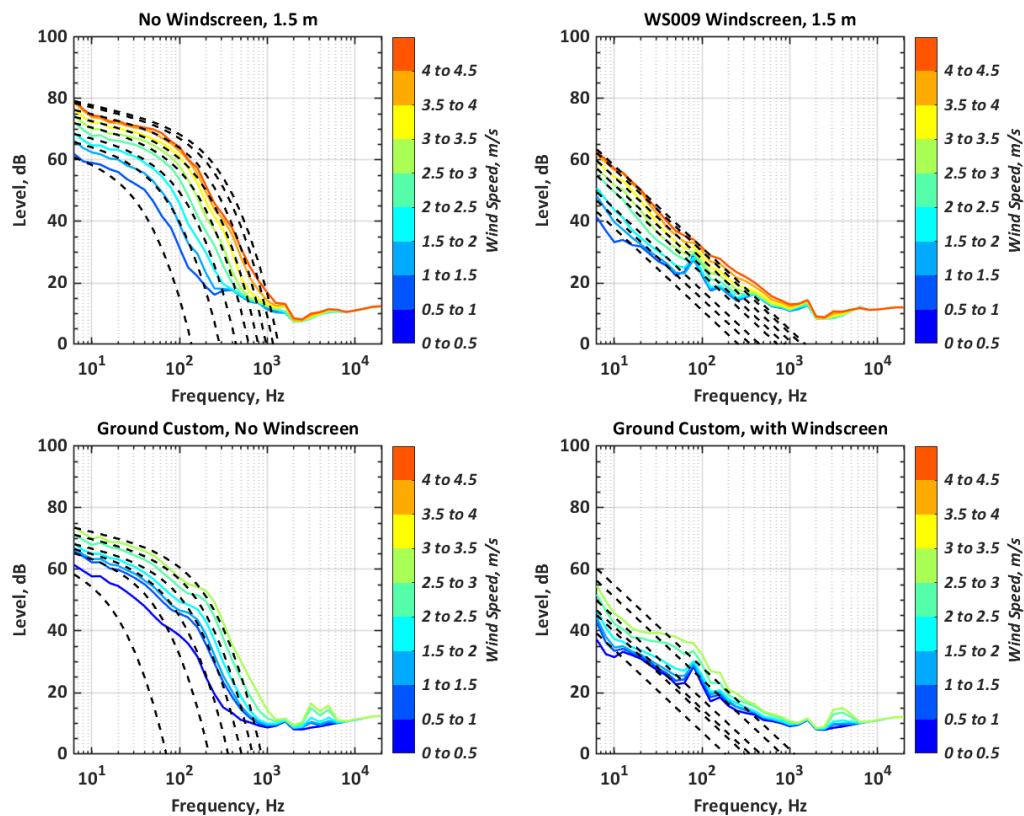 No Windscreen, 1.5 m
100
80
60
40
20
0
Level, dB
10^1
10^2
10^3
10^4
Frequency, Hz
4 to 4.5
3.5 to 4
3 to 3.5
2.5 to 3
2 to 2.5
1.5 to 2
1 to 1.5
0.5 to 1
0 to 0.5
Wind Speed, m/s
WS009 Windscreen, 1.5 m
100
80
60
40
20
0
Level, dB
10^1
10^2
10^3
10^4
Frequency, Hz
4 to 4.5
3.5 to 4
3 to 3.5
2.5 to 3
2 to 2.5
1.5 to 2
1 to 1.5
0.5 to 1
0 to 0.5
Wind Speed, m/s
Ground Custom, No Windscreen
100
80
60
40
20
0
Level, dB
10^1
10^2
10^3
10^4
Frequency, Hz
4 to 4.5
3.5 to 4
3 to 3.5
2.5 to 3
2 to 2.5
1.5 to 2
1 to 1.5
0.5 to 1
0 to 0.5
Wind Speed, m/s
Ground Custom, with Windscreen
100
80
60
40
20
0
Level, dB
10^1
10^2
10^3
10^4
Frequency, Hz
4 to 4.5
3.5 to 4
3 to 3.5
2.5 to 3
2 to 2.5
1.5 to 2
1 to 1.5
0.5 to 1
0 to 0.5
Wind Speed, m/s